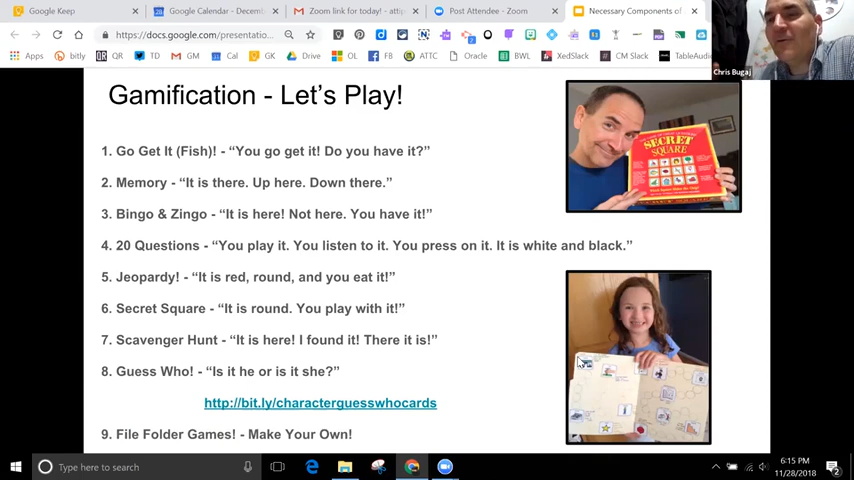 Google Keep
Google Calendar - Decemb
Zoom link for today! - attip
Post Attendee - Zoom
Necessary Components of
https://docs.google.com/presentatio...
Apps
bitly
QR
TD
GM
Cal
GK
Drive
OL
FB
ATTC
Oracle
BWL
XedSlack
CM Slack
TableAudio
Chris Bugaj
Gamification - Let's Play!
1. Go Get It (Fish)! - “You go get it! Do you have it?”
2. Memory - “It is there. Up here. Down there.”
3. Bingo & Zingo - “It is here! Not here. You have it!”
4. 20 Questions - “You play it. You listen to it. You press on it. It is white and black.”
5. Jeopardy! - “It is red, round, and you eat it!”
6. Secret Square - “It is round. You play with it!”
7. Scavenger Hunt - “It is here! I found it! There it is!”
8. Guess Who! - “Is it he or is it she?”
http://bit.ly/characterguesswhocards
9. File Folder Games! - Make Your Own!
SECRET
SQUARE
Type here to search
6:15 PM
11/28/2018